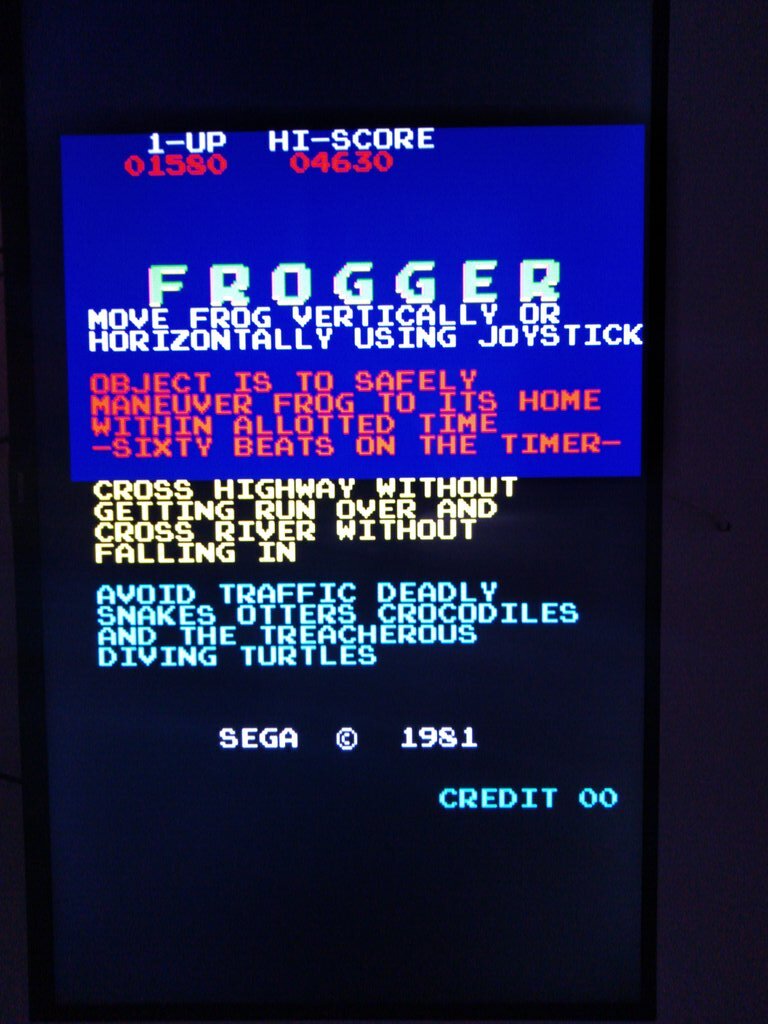 1-UP HI-SCORE
01580 04630
FROGGER
MOVE FROG VERTICALLY OR
HORIZONTALLY USING JOYSTICK
OBJECT IS TO SAFELY
MANEUVER FROG TO ITS HOME
WITHIN ALLOTTED TIME
-SIXTY BEATS ON THE TIMER-
CROSS HIGHWAY WITHOUT
GETTING RUN OVER AND
CROSS RIVER WITHOUT
FALLING IN
AVOID TRAFFIC DEADLY
SNAKES OTTERS CROCODILES
AND THE TREACHEROUS
DIVING TURTLES
SEGA © 1981
CREDIT 00